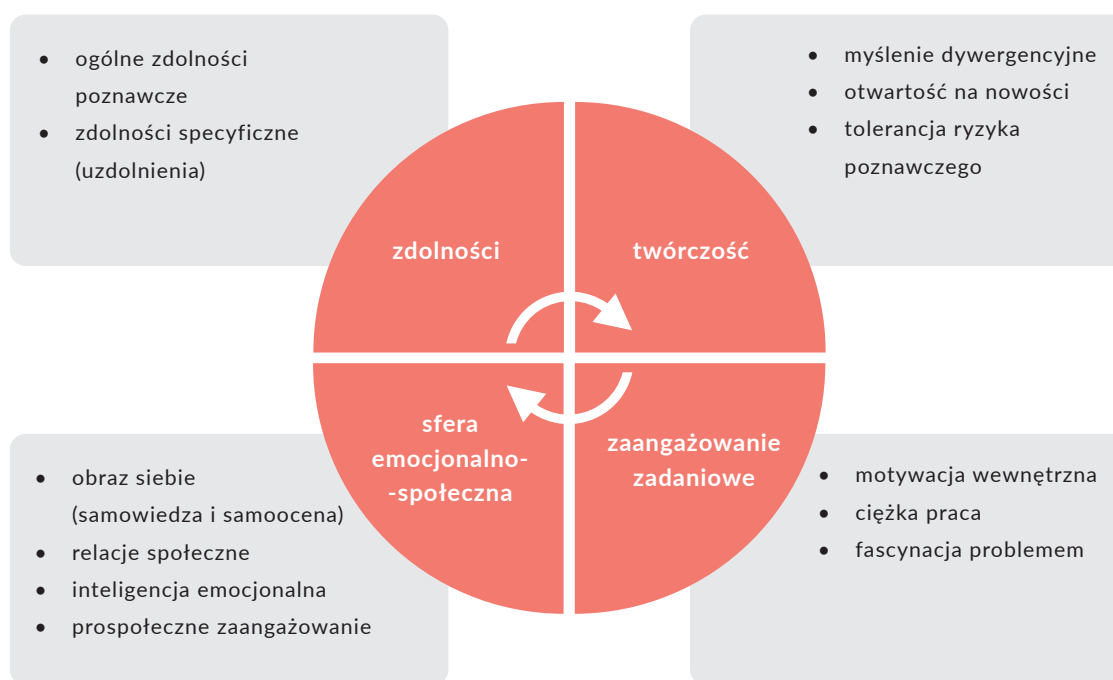 • ogólne zdolności
poznawcze
• zdolności specyficzne
(uzdolnienia)
• myślenie dywergencyjne
• otwartość na nowości
• tolerancja ryzyka
poznawczego
zdolności
twórczość
sfera
emocjonalno-
-społeczna
zaangażowanie
zadaniowe
• obraz siebie
(samowiedza i samoocena)
• relacje społeczne
• inteligencja emocjonalna
• prospołeczne zaangażowanie
• motywacja wewnętrzna
• ciężka praca
• fascynacja problemem